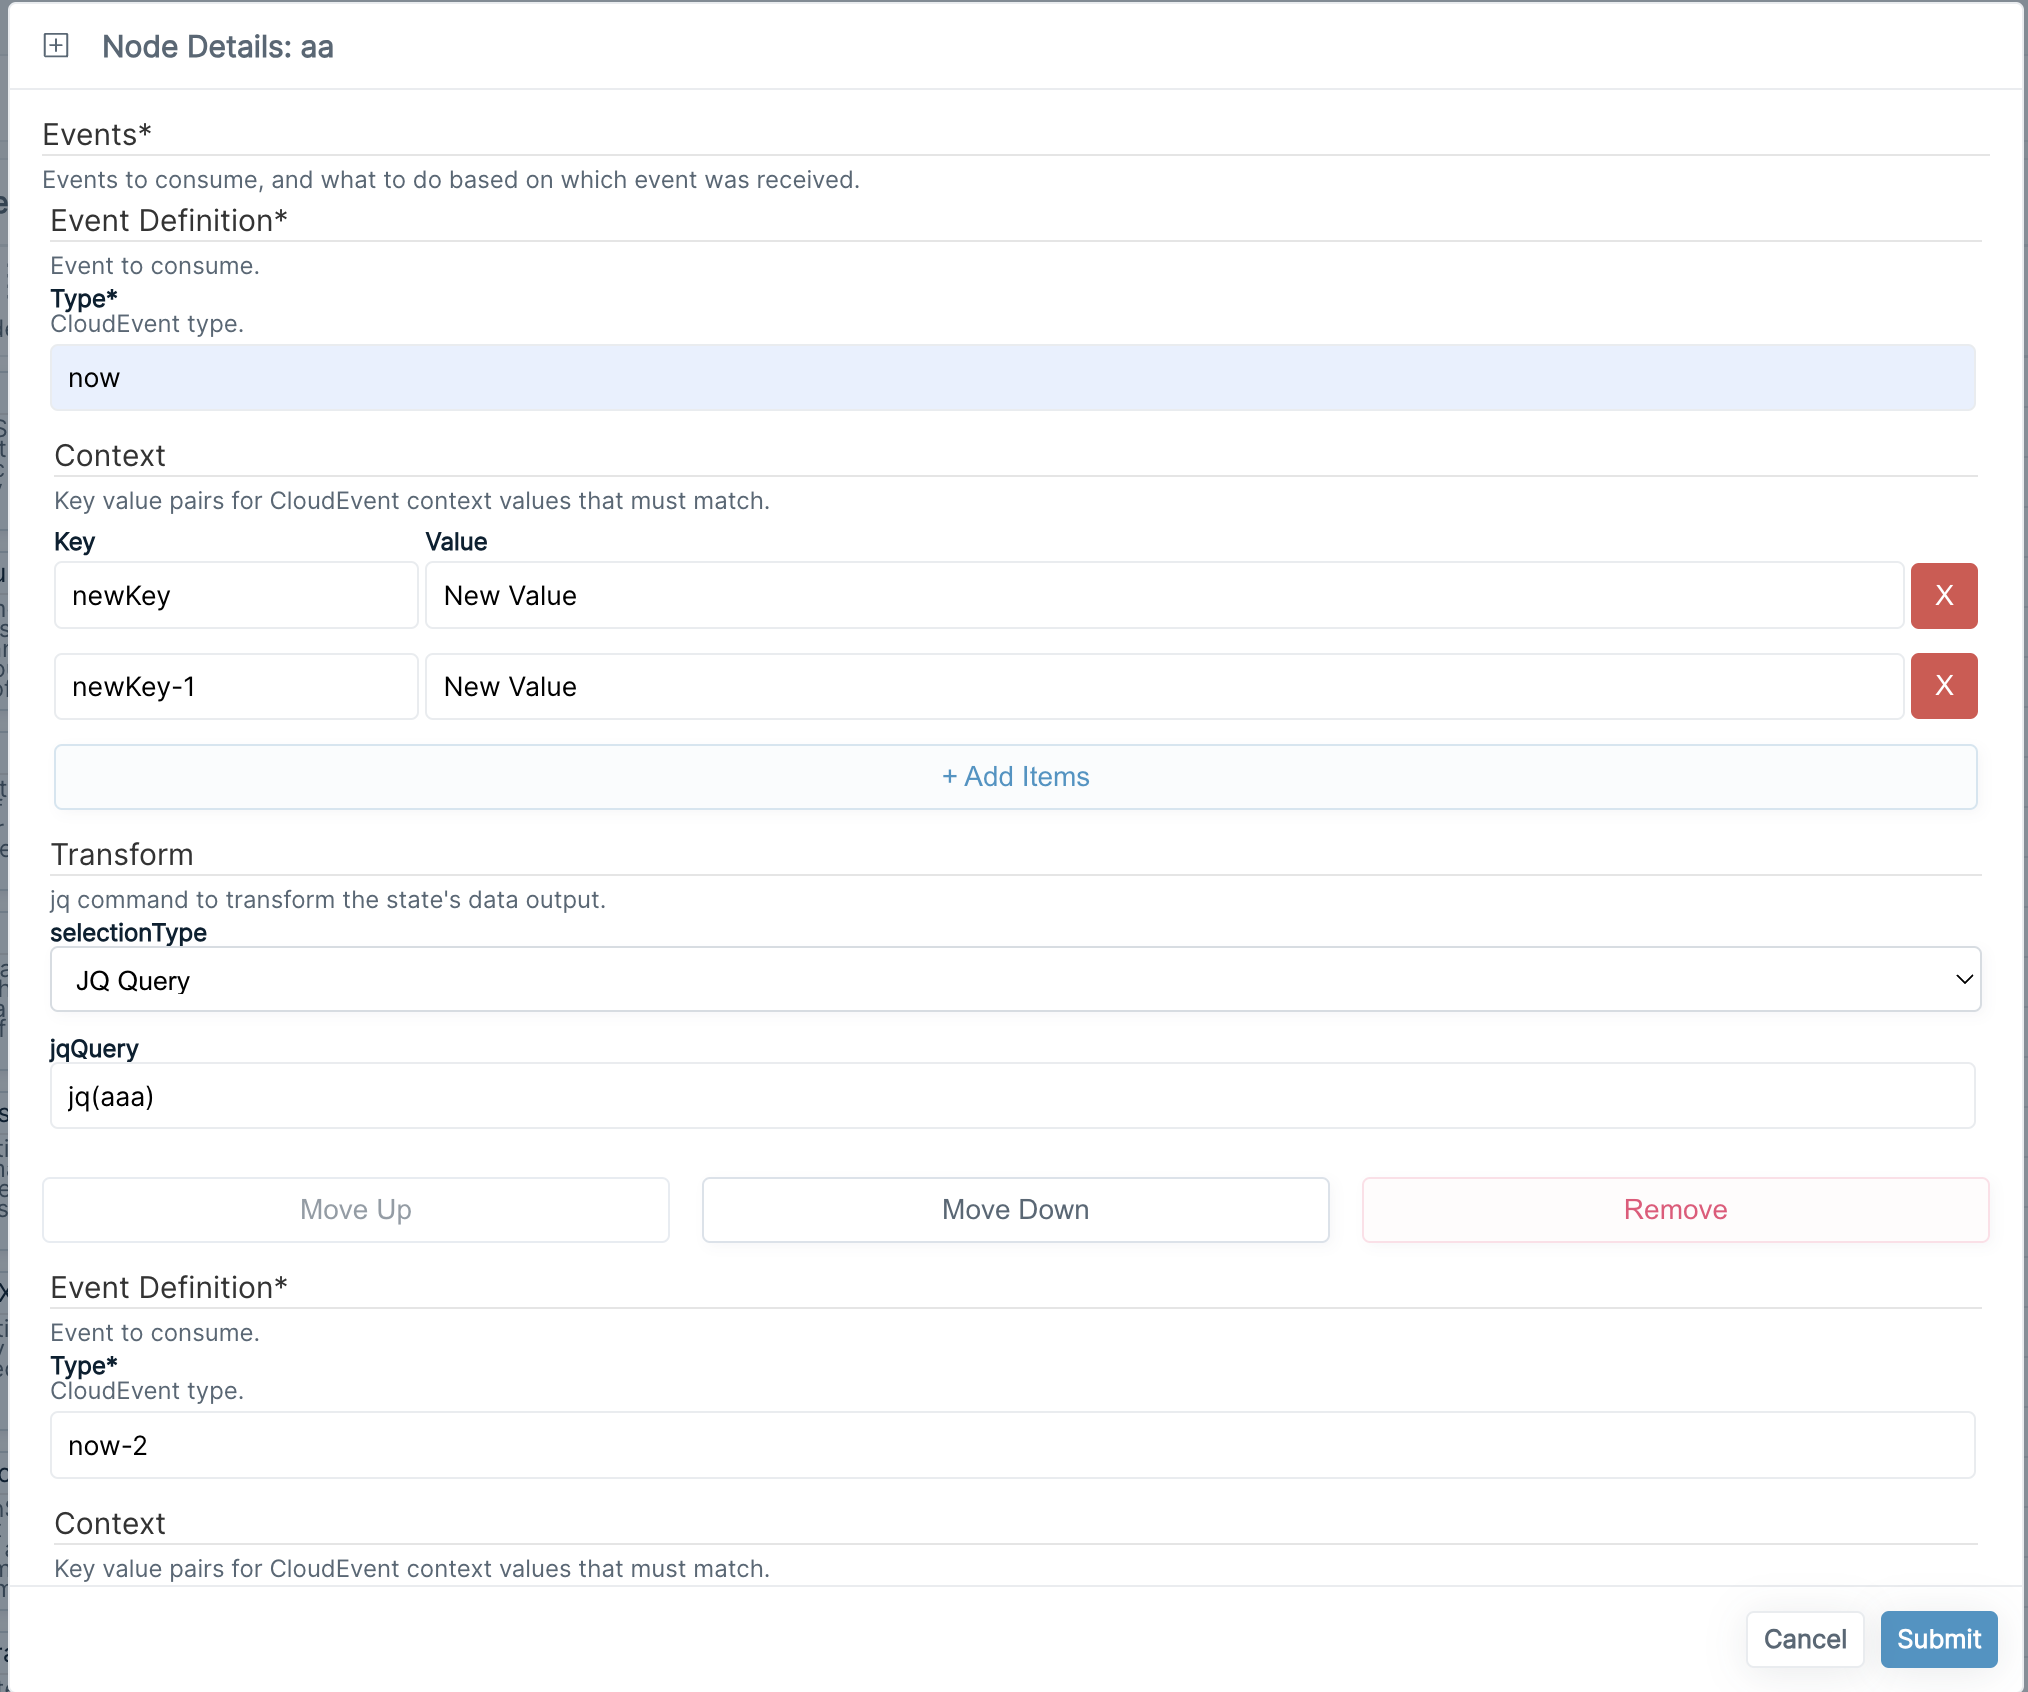 Node Details: aa
Events*
Events to consume, and what to do based on which event was received.
Event Definition*
Event to consume.
Type*
CloudEvent type.
now
Context
Key value pairs for CloudEvent context values that must match.
Key Value
newKey New Value X
newKey-1 New Value X
+ Add Items
Transform
jq command to transform the state's data output.
selectionType
JQ Query
jqQuery
jq(aaa)
Move Up Move Down Remove
Event Definition*
Event to consume.
Type*
CloudEvent type.
now-2
Context
Key value pairs for CloudEvent context values that must match.
Cancel Submit